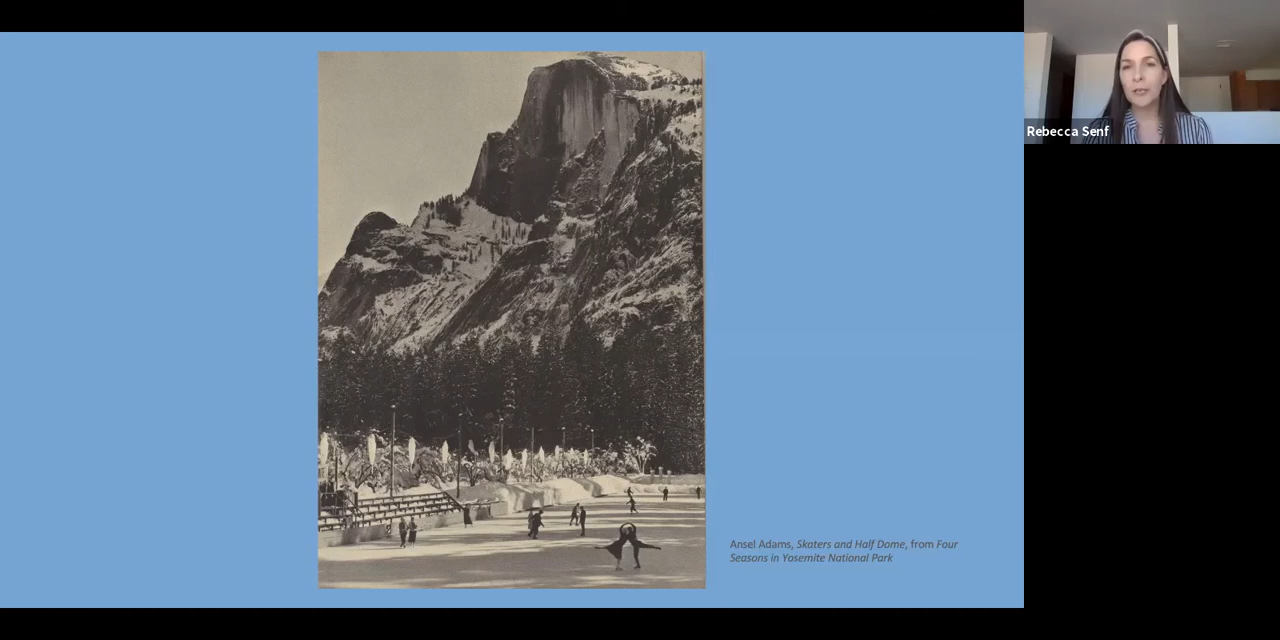 Rebecca Senf
Ansel Adams, Skaters and Half Dome, from Four
Seasons in Yosemite National Park